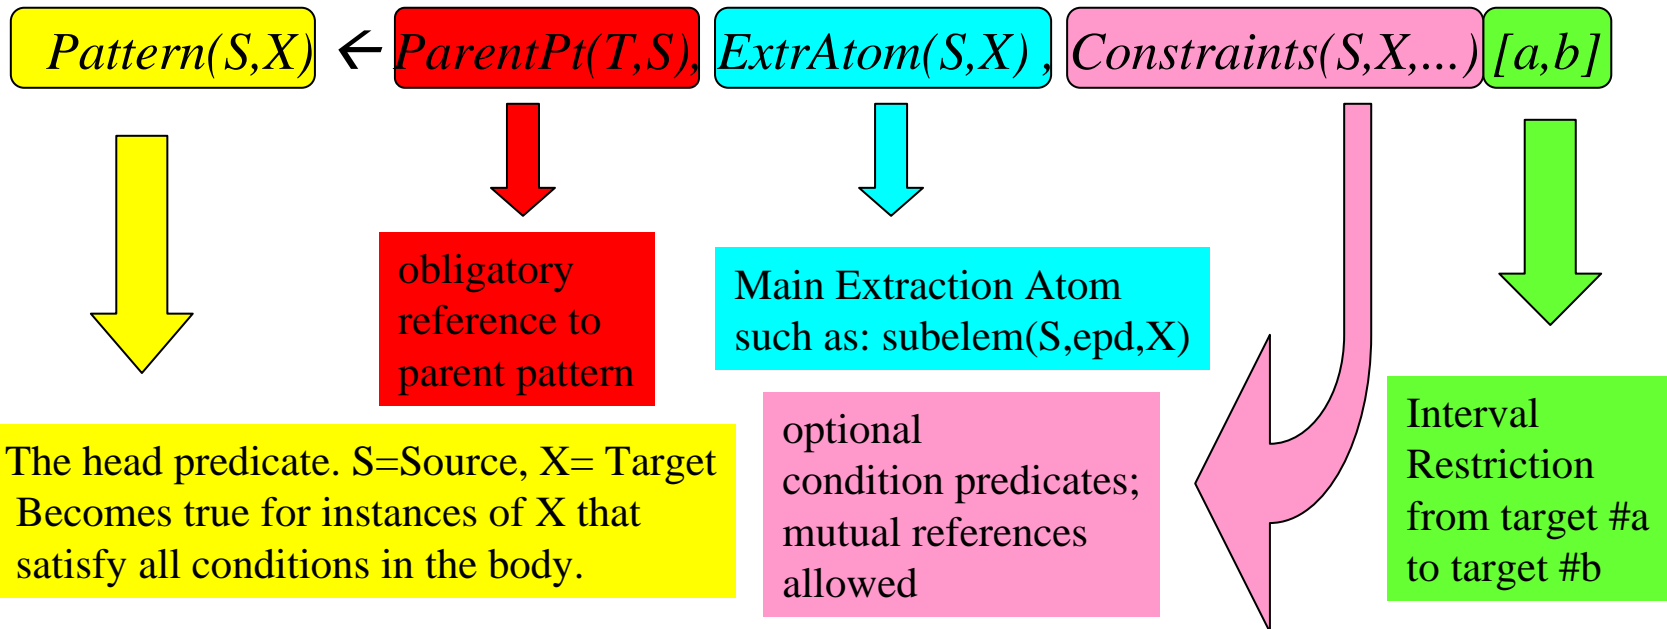 Pattern(S,X) ← ParentPt(T,S), ExtrAtom(S,X) , Constraints(S,X,...) [a,b]
obligatory
reference to
parent pattern
Main Extraction Atom
such as: subelem(S,epd,X)
The head predicate. S=Source, X= Target
Becomes true for instances of X that
satisfy all conditions in the body.
optional
condition predicates;
mutual references
allowed
Interval
Restriction
from target #a
to target #b